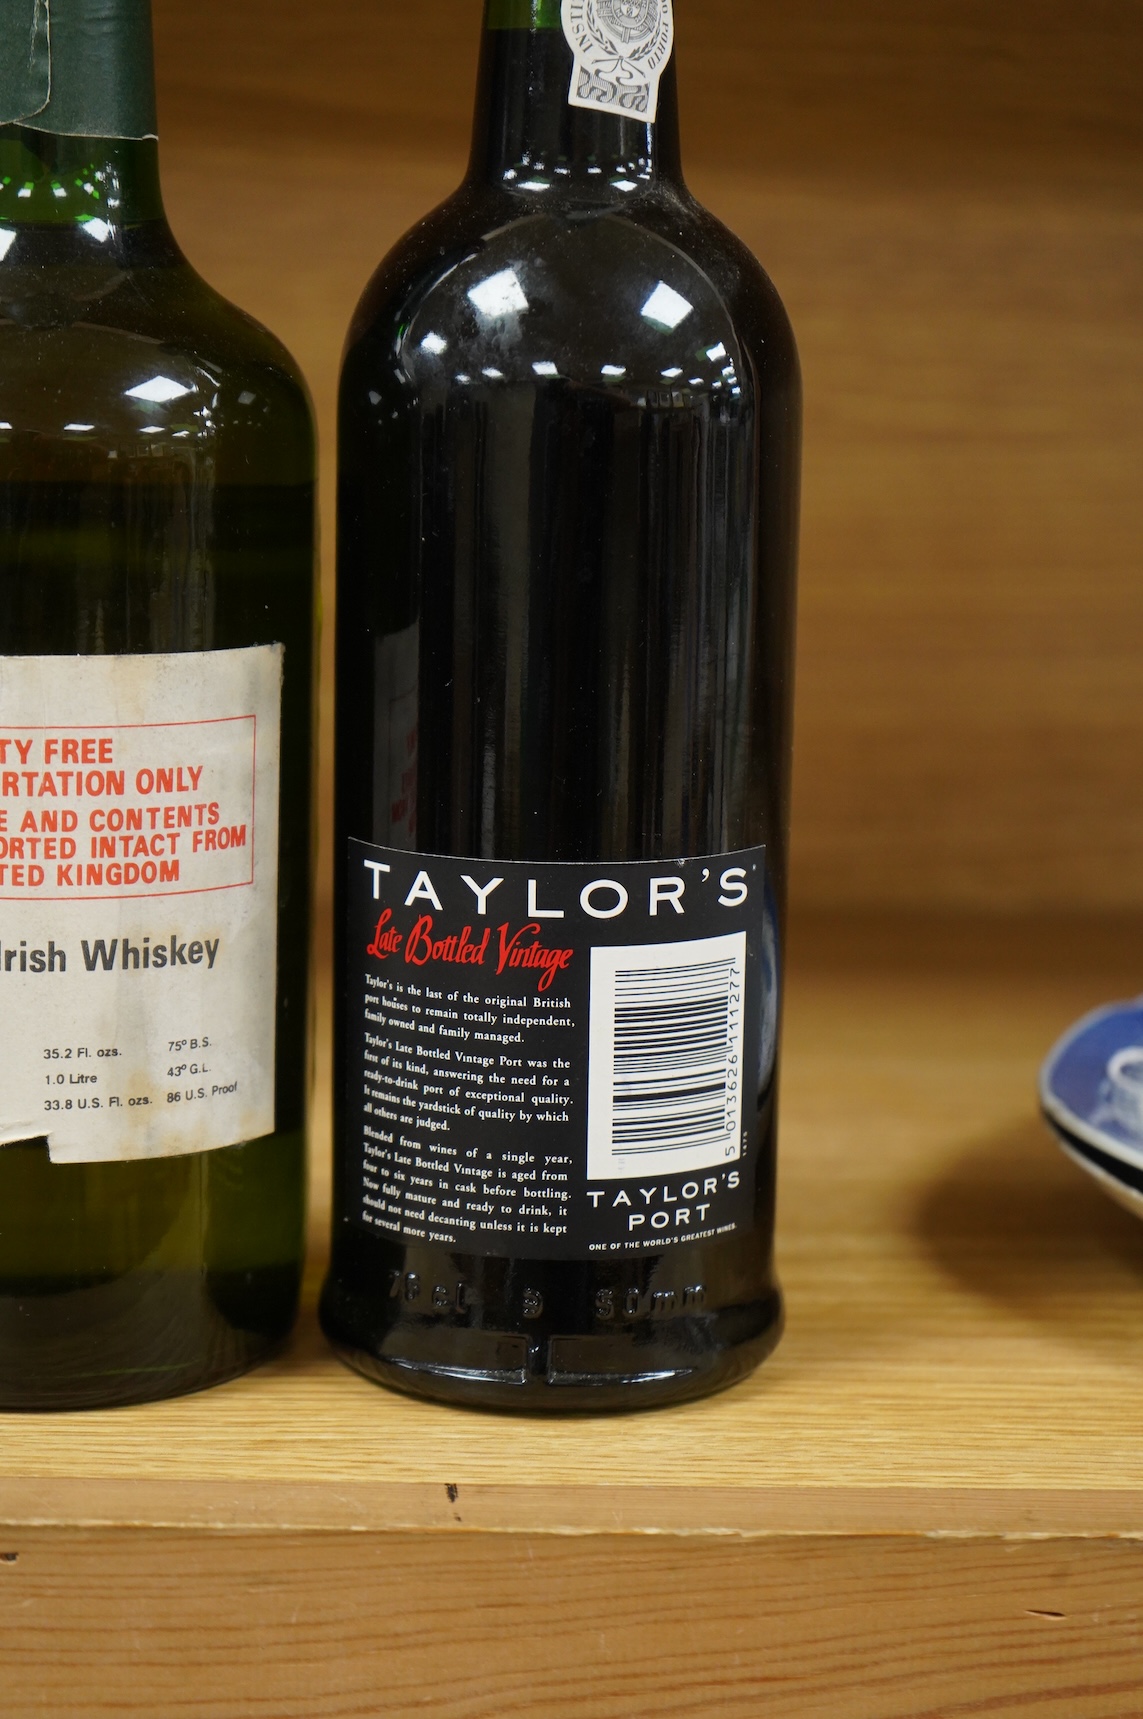 INSTI
DO PORTO
TY FREE
RTATION ONLY
E AND CONTENTS
ORTED INTACT FROM
TED KINGDOM
Irish Whiskey
35.2 Fl. ozs. 75º B.S.
1.0 Litre 43º G.L.
33.8 U.S. Fl. ozs. 86 U.S. Proof
TAYLOR'S
Late Bottled Vintage
Taylor's is the last of the original British
port houses to remain totally independent,
family owned and family managed.
Taylor's Late Bottled Vintage Port was the
first of its kind, answering the need for a
ready-to-drink port of exceptional quality.
It remains the yardstick of quality by which
all others are judged.
Blended from wines of a single year,
Taylor's Late Bottled Vintage is aged from
four to six years in cask before bottling.
Now fully mature and ready to drink, it
should not need decanting unless it is kept
for several more years.
5 013626 111277
TAYLOR'S
PORT
ONE OF THE WORLD'S GREATEST WINES.
cl 50mm